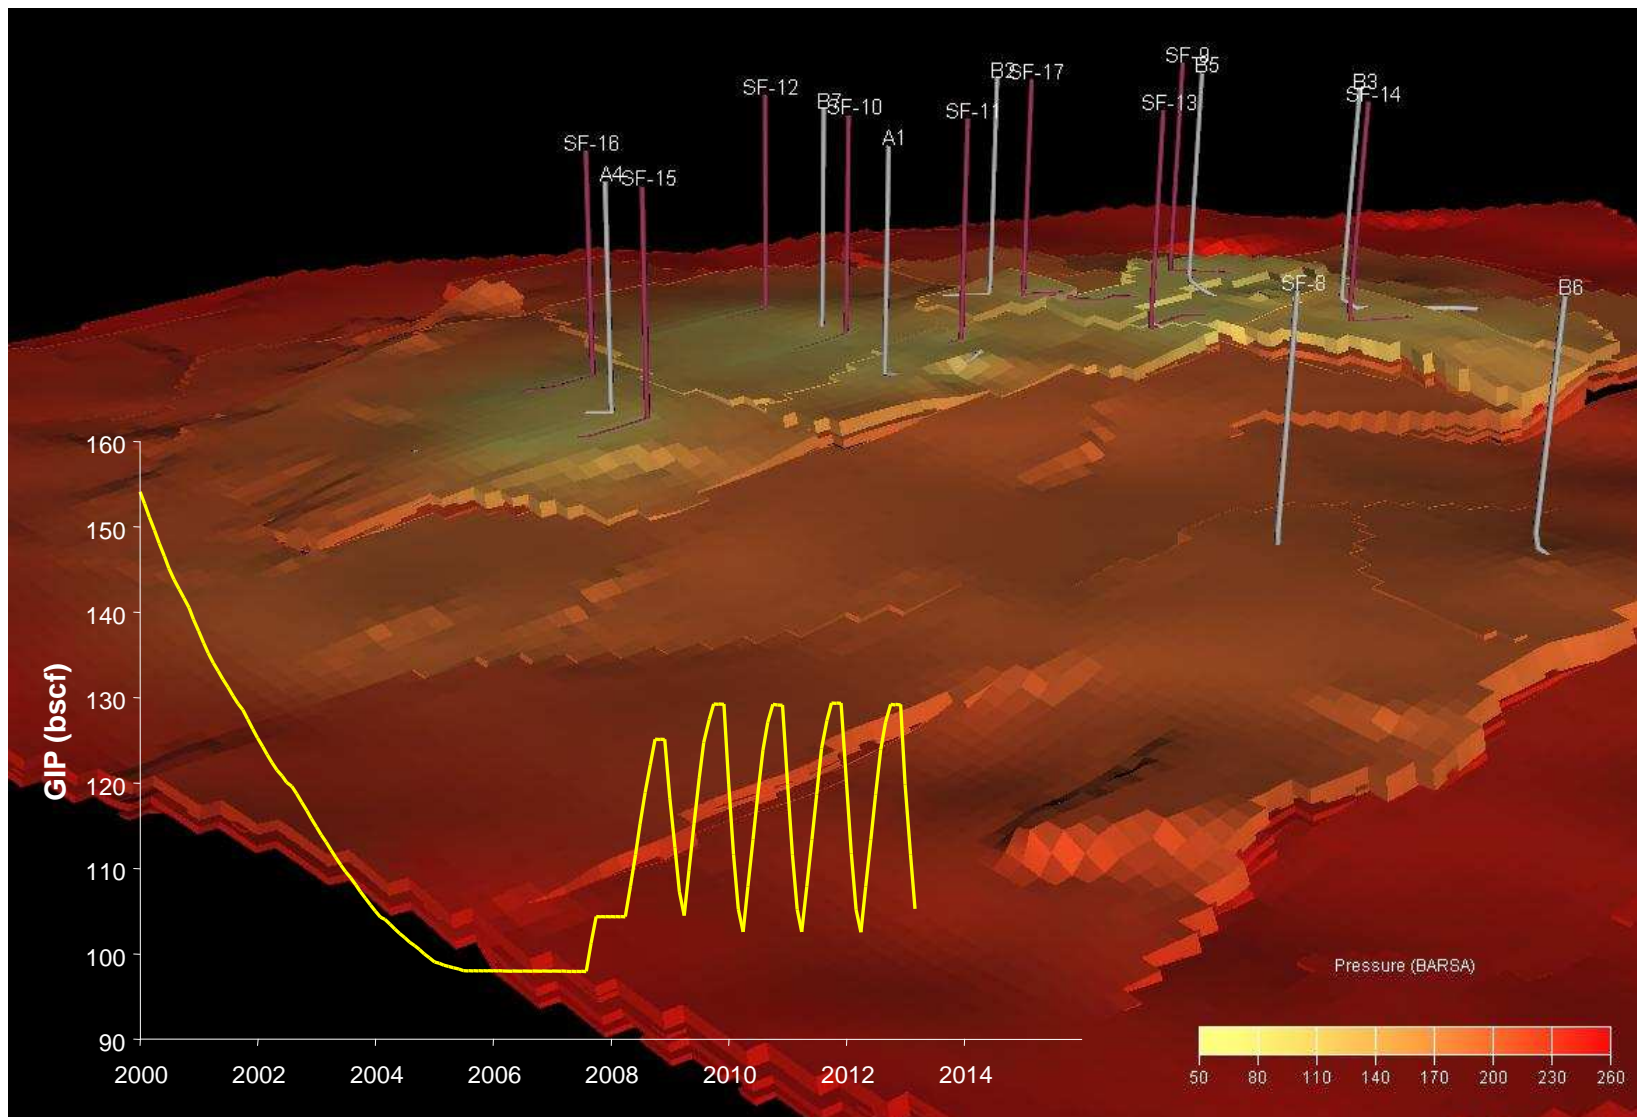 SF-9
B5
B2
SF-17
B3
SF-14
SF-12
B7
SF-10
SF-11
SF-13
A1
SF-16
A4
SF-15
SF-8
B6
160
150
140
130
120
110
100
90
GIP (bscf)
2000 2002 2004 2006 2008 2010 2012 2014
Pressure (BARSA)
50 80 110 140 170 200 230 260